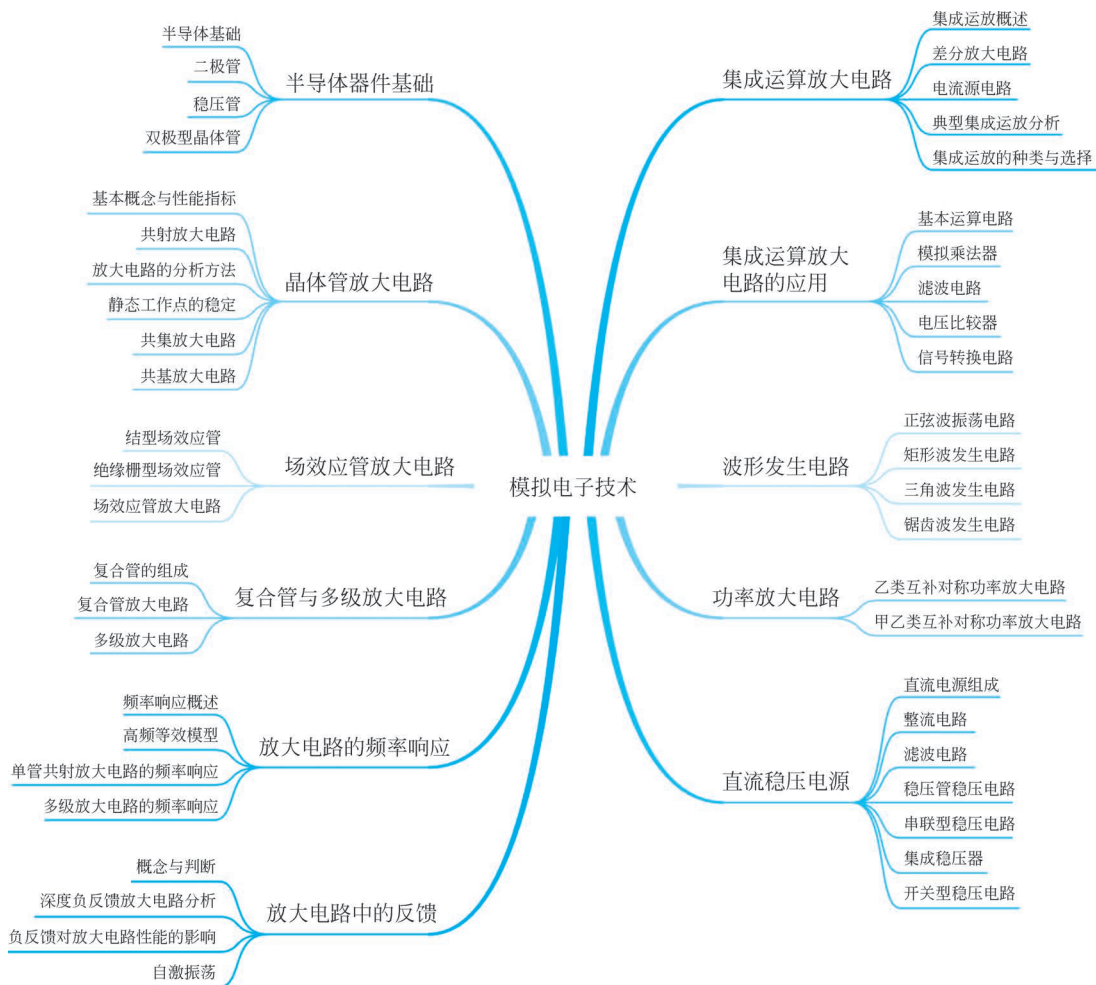 模拟电子技术
半导体器件基础
半导体基础
二极管
稳压管
双极型晶体管
晶体管放大电路
基本概念与性能指标
共射放大电路
放大电路的分析方法
静态工作点的稳定
共集放大电路
共基放大电路
场效应管放大电路
结型场效应管
绝缘栅型场效应管
场效应管放大电路
复合管与多级放大电路
复合管的组成
复合管放大电路
多级放大电路
放大电路的频率响应
频率响应概述
高频等效模型
单管共射放大电路的频率响应
多级放大电路的频率响应
放大电路中的反馈
概念与判断
深度负反馈放大电路分析
负反馈对放大电路性能的影响
自激振荡
集成运算放大电路
集成运放概述
差分放大电路
电流源电路
典型集成运放分析
集成运放的种类与选择
集成运算放大
电路的应用
基本运算电路
模拟乘法器
滤波电路
电压比较器
信号转换电路
波形发生电路
正弦波振荡电路
矩形波发生电路
三角波发生电路
锯齿波发生电路
功率放大电路
乙类互补对称功率放大电路
甲乙类互补对称功率放大电路
直流稳压电源
直流电源组成
整流电路
滤波电路
稳压管稳压电路
串联型稳压电路
集成稳压器
开关型稳压电路